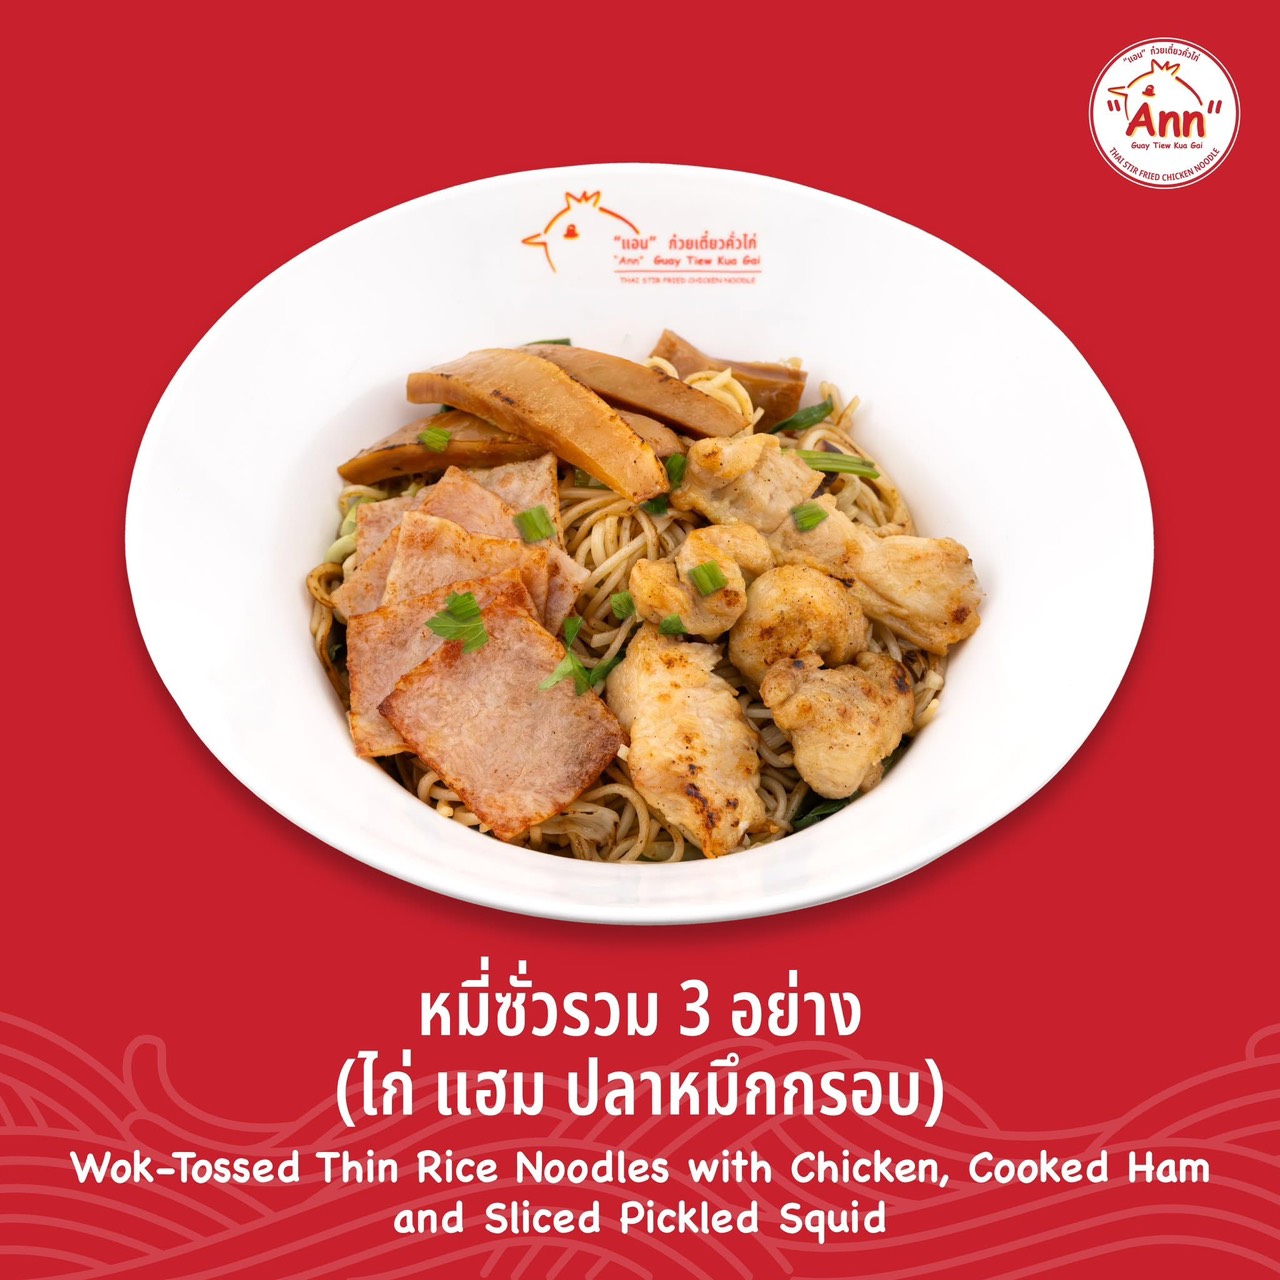 "แอน" ก๋วยเตี๋ยวคั่วไก่
"Ann"
Guay Tiew Kua Gai
THAI STIR FRIED CHICKEN NOODLE
"แอน" ก๋วยเตี๋ยวคั่วไก่
"Ann" Guay Tiew Kua Gai
THAI STIR FRIED CHICKEN NOODLE
หมี่ซั่วรวม 3 อย่าง
(ไก่ แฮม ปลาหมึกกรอบ)
Wok-Tossed Thin Rice Noodles with Chicken, Cooked Ham
and Sliced Pickled Squid